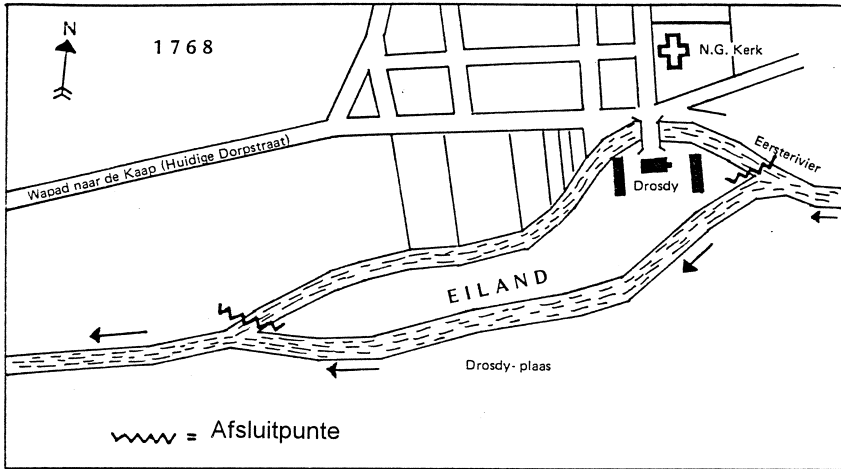 N
1768
N.G. Kerk
Wapad naar de Kaap (Huidige Dorpstraat)
Eersterivier
Drosdy
EILAND
Drosdy- plaas
= Afsluitpunte